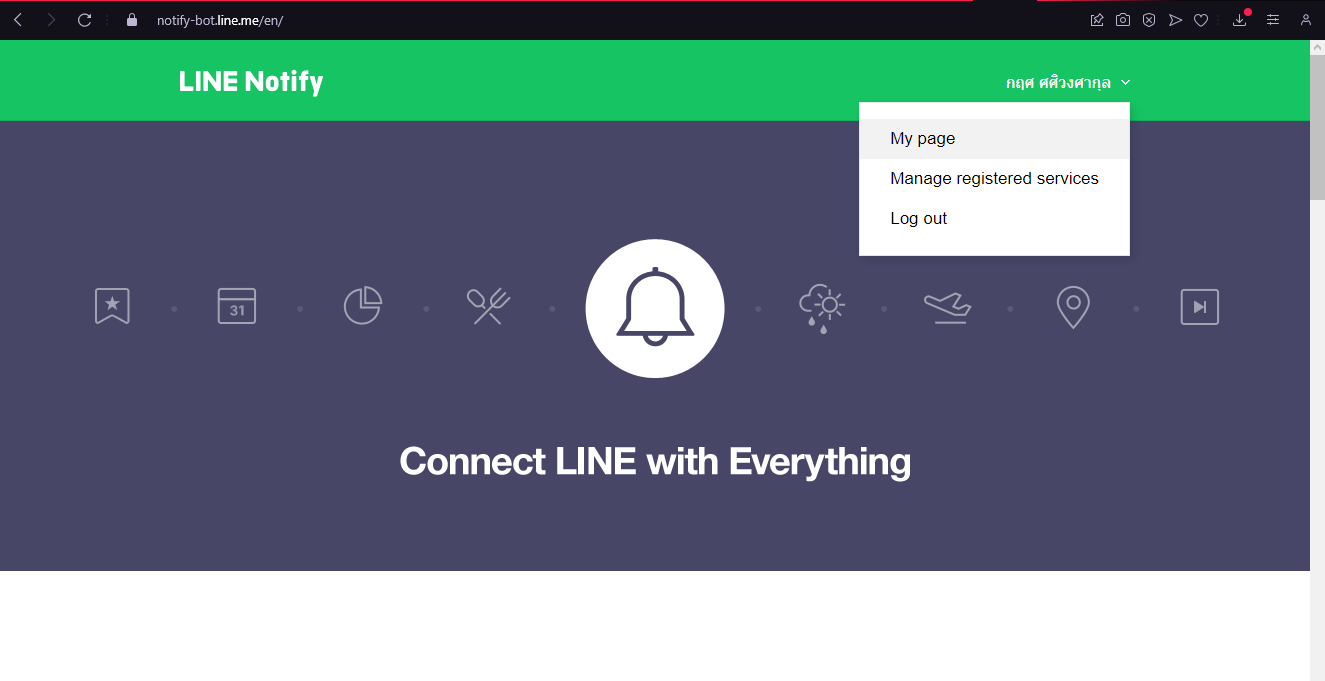 notify-bot.line.me/en/
LINE Notify
กฤศ ศศิวงศากุล
My page
Manage registered services
Log out
31
Connect LINE with Everything